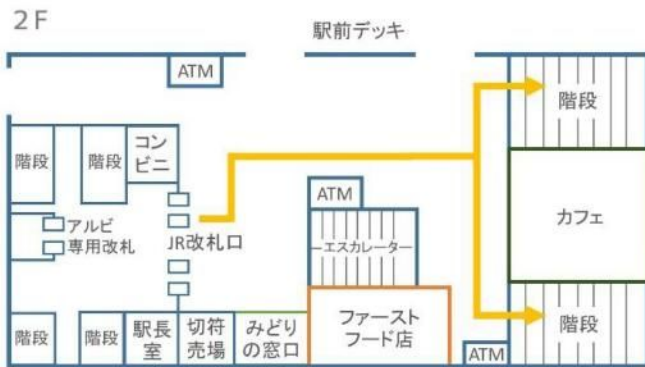 2F
駅前デッキ
ATM
階段
階段
階段
コン
ビニ
ATM
カフェ
アルビ
専用改札
JR改札口
エスカレーター
階段
階段
階段
駅長
室
切符
売場
みどり
の窓口
ファースト
フード店
ATM